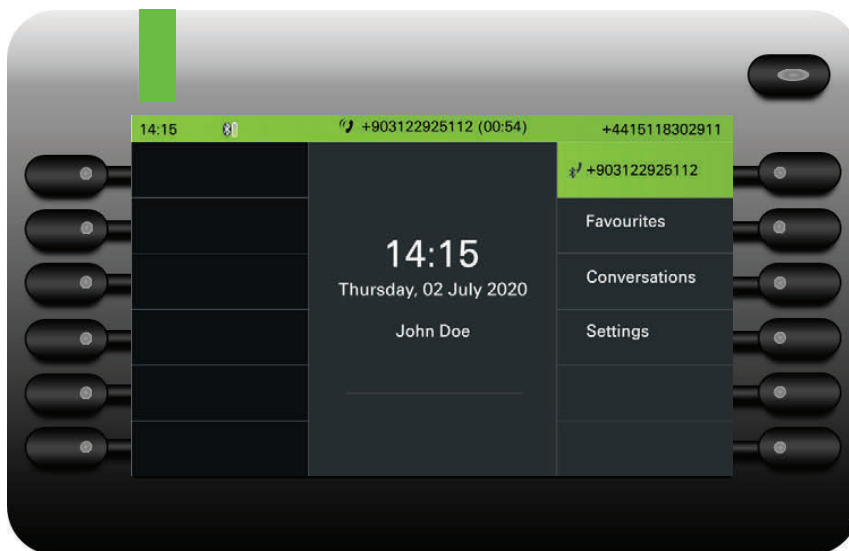 14:15
+903122925112 (00:54)
+4415118302911
+903122925112
Favourites
14:15
Conversations
Thursday, 02 July 2020
John Doe
Settings